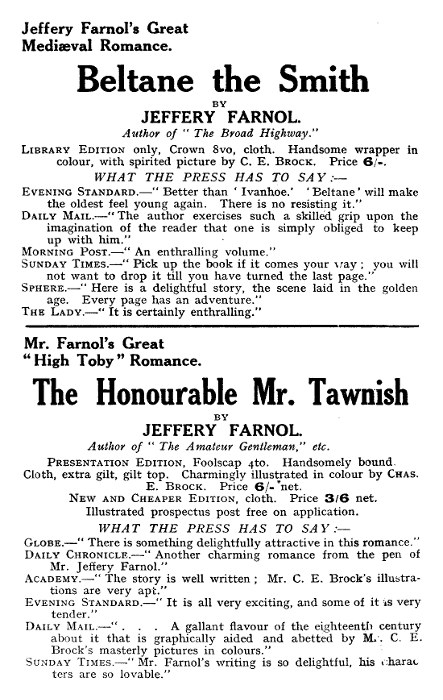 Jeffery Farnol's Great
Mediæval Romance.
Beltane the Smith
BY
JEFFERY FARNOL.
Author of "The Broad Highway."
LIBRARY EDITION only, Crown 8vo, cloth. Handsome wrapper in
colour, with spirited picture by C. E. BROCK. Price 6/-.
WHAT THE PRESS HAS TO SAY:—
EVENING STANDARD.—"Better than 'Ivanhoe.' 'Beltane' will make
the oldest feel young again. There is no resisting it."
DAILY MAIL.—"The author exercises such a skilled grip upon the
imagination of the reader that one is simply obliged to keep
up with him."
MORNING POST.—"An enthralling volume."
SUNDAY TIMES.—"Pick up the book if it comes your way; you will
not want to drop it till you have turned the last page."
SPHERE.—"Here is a delightful story, the scene laid in the golden
age. Every page has an adventure."
THE LADY.—"It is certainly enthralling."
Mr. Farnol's Great
"High Toby" Romance.
The Honourable Mr. Tawnish
BY
JEFFERY FARNOL.
Author of "The Amateur Gentleman," etc.
PRESENTATION EDITION, Foolscap 4to. Handsomely bound.
Cloth, extra gilt, gilt top. Charmingly illustrated in colour by CHAS.
E. BROCK. Price 6/- net.
NEW AND CHEAPER EDITION, cloth. Price 3/6 net.
Illustrated prospectus post free on application.
WHAT THE PRESS HAS TO SAY:—
GLOBE.—"There is something delightfully attractive in this romance."
DAILY CHRONICLE.—"Another charming romance from the pen of
Mr. Jeffery Farnol."
ACADEMY.—"The story is well written; Mr. C. E. Brock's illustra-
tions are very apt."
EVENING STANDARD.—"It is all very exciting, and some of it is very
tender."
DAILY MAIL.—". . . A gallant flavour of the eighteenth century
about it that is graphically aided and abetted by Mr. C. E.
Brock's masterly pictures in colours."
SUNDAY TIMES.—"Mr. Farnol's writing is so delightful, his charac
ters are so lovable."